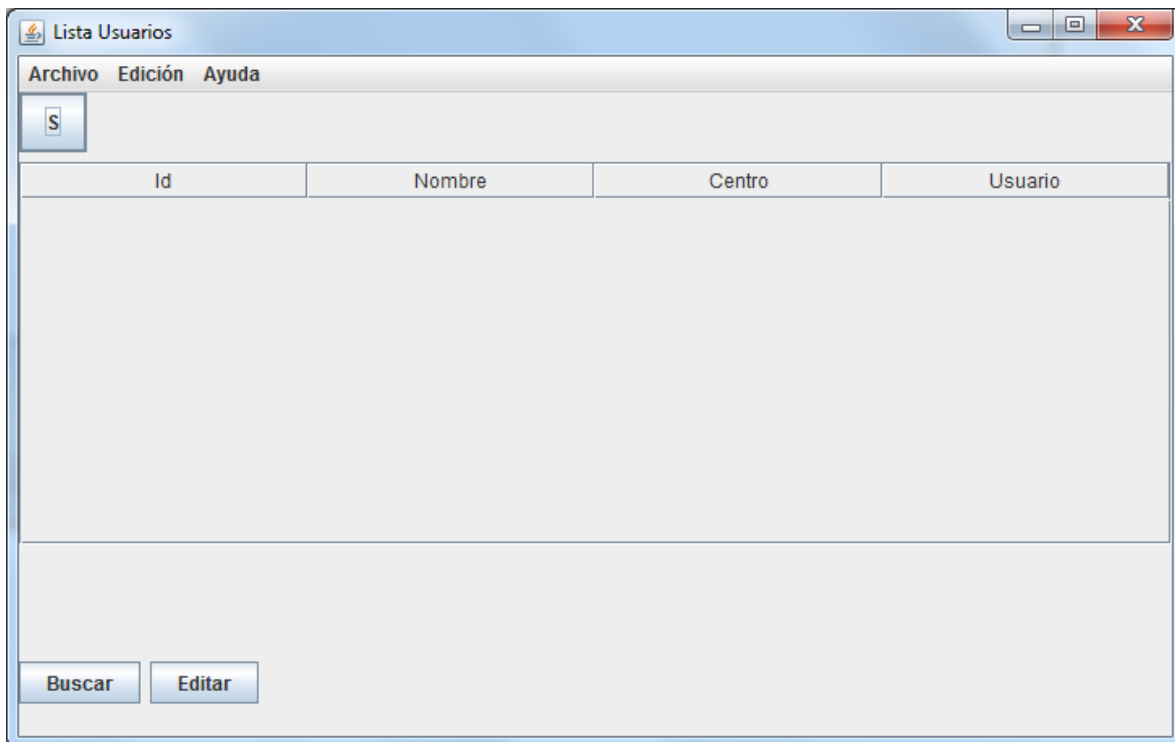 Lista Usuarios
Archivo Edición Ayuda
S
Id Nombre Centro Usuario
Buscar Editar